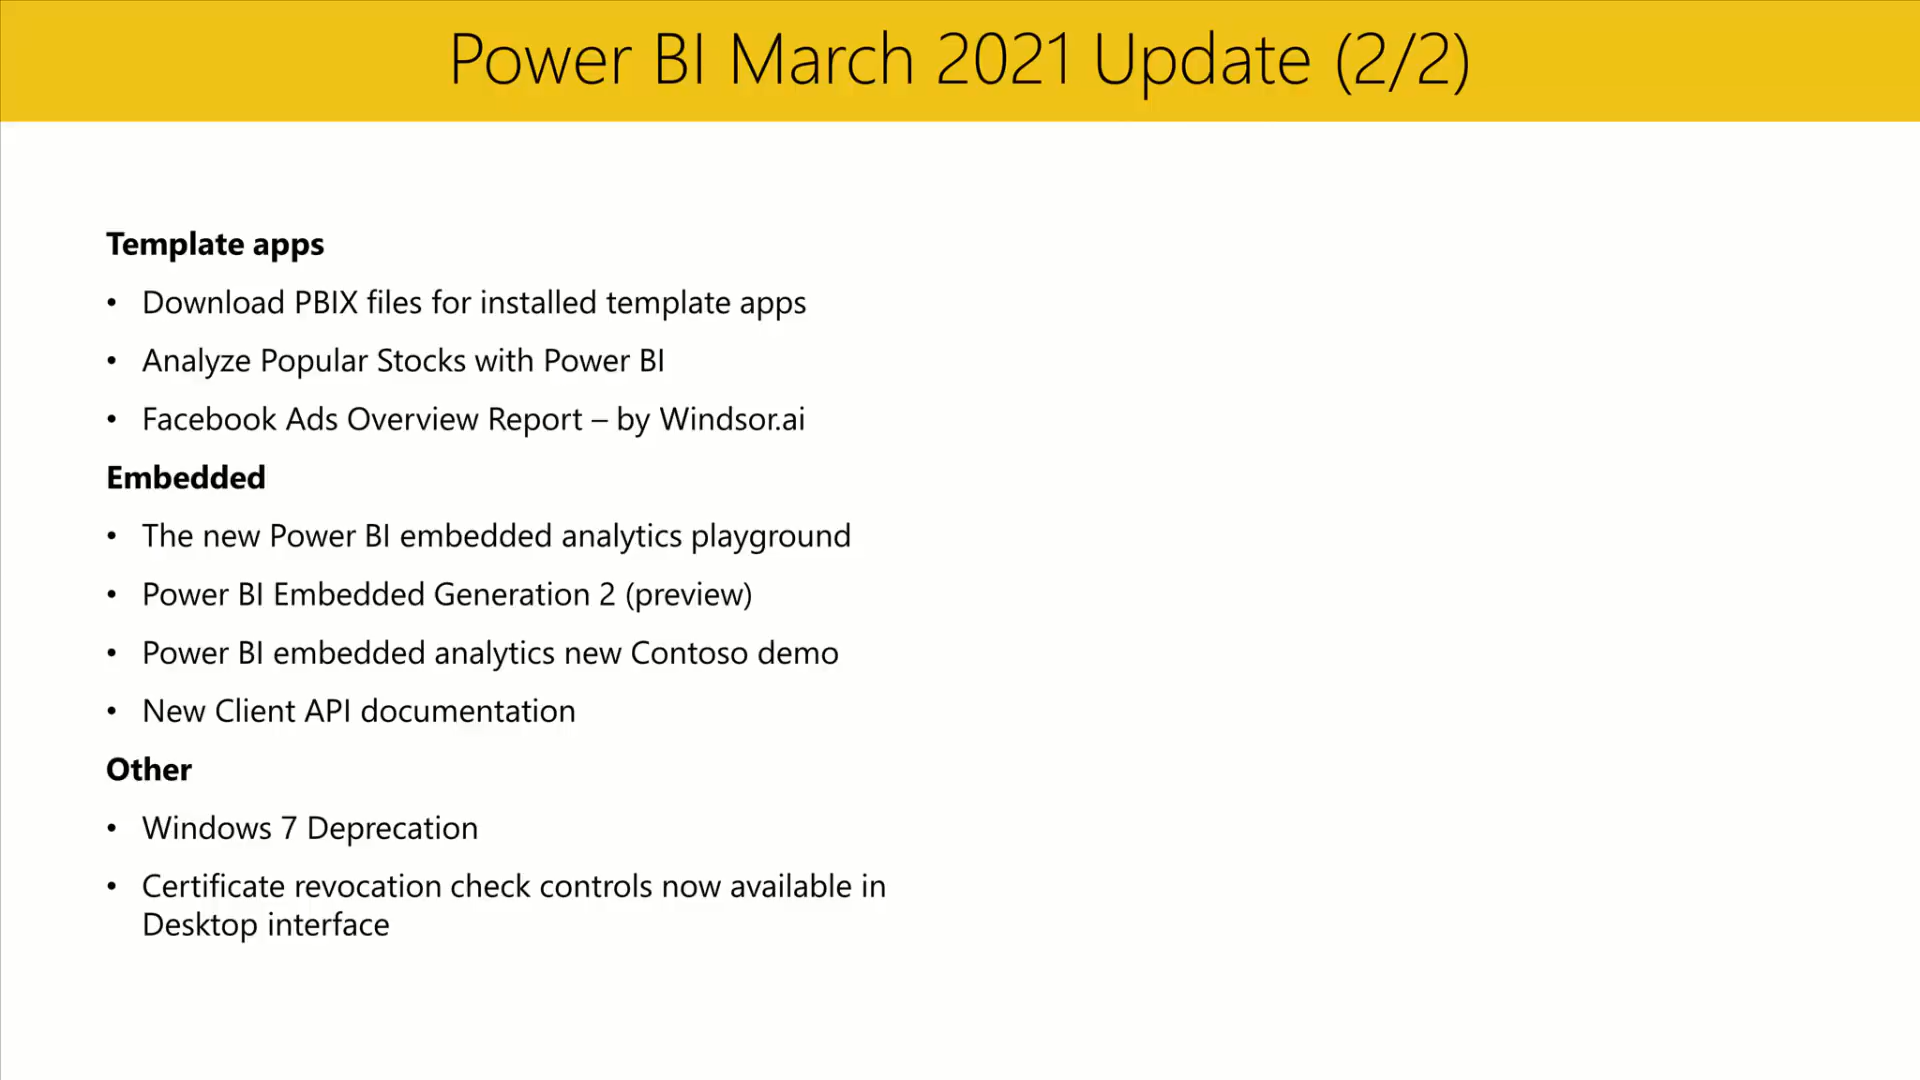 Power BI March 2021 Update (2/2)
Template apps
• Download PBIX files for installed template apps
• Analyze Popular Stocks with Power BI
• Facebook Ads Overview Report – by Windsor.ai
Embedded
• The new Power BI embedded analytics playground
• Power BI Embedded Generation 2 (preview)
• Power BI embedded analytics new Contoso demo
• New Client API documentation
Other
• Windows 7 Deprecation
• Certificate revocation check controls now available in
Desktop interface